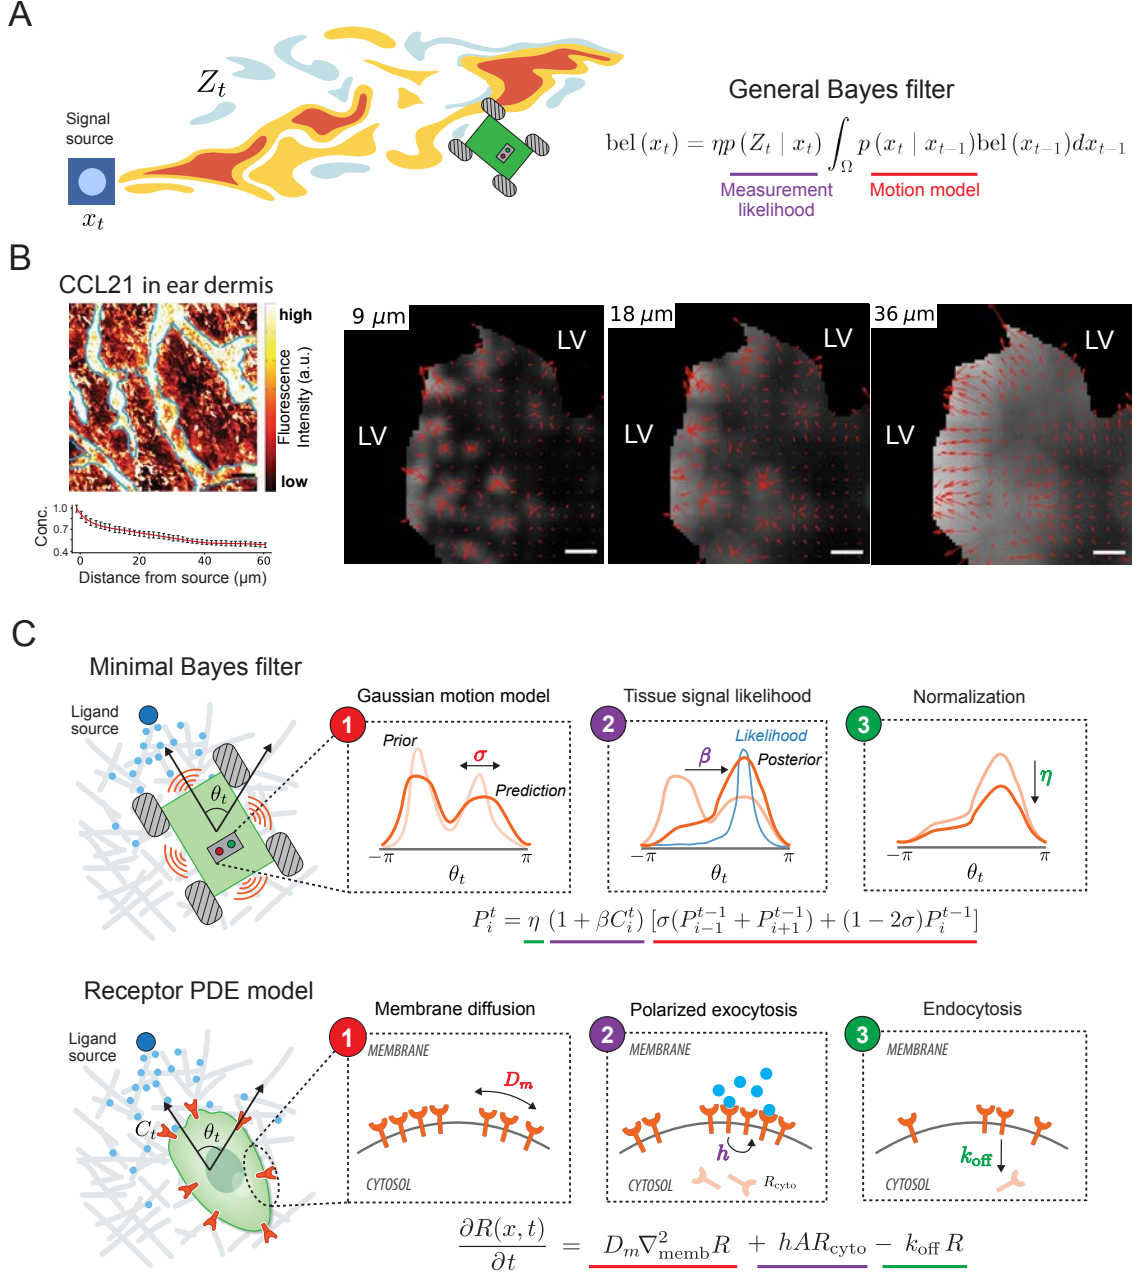 A
Z_t
Signal
source
x_t
General Bayes filter
bel (x_t) = ηp (Z_t | x_t) ∫_Ω p (x_t | x_{t−1}) bel (x_{t−1}) dx_{t−1}
Measurement
likelihood
Motion model
B
CCL21 in ear dermis
high
low
Fluorescence
Intensity (a.u.)
Conc.
1.0
0.7
0.4
0 20 40 60
Distance from source (μm)
9 μm
LV
LV
18 μm
LV
LV
36 μm
LV
LV
C
Minimal Bayes filter
Ligand
source
θ_t
1
Gaussian motion model
Prior
σ
Prediction
−π π
θ_t
2
Tissue signal likelihood
Likelihood
β
Posterior
−π π
θ_t
3
Normalization
η
−π π
θ_t
P_i^t = η (1 + βC_i^t) [σ(P_{i−1}^{t−1} + P_{i+1}^{t−1}) + (1 − 2σ)P_i^{t−1}]
Receptor PDE model
Ligand
source
C_t
θ_t
1
Membrane diffusion
MEMBRANE
D_m
CYTOSOL
2
Polarized exocytosis
MEMBRANE
h
R_cyto
CYTOSOL
3
Endocytosis
MEMBRANE
k_off
CYTOSOL
∂R(x, t)/∂t = D_m∇²_memb R + hAR_cyto − k_off R